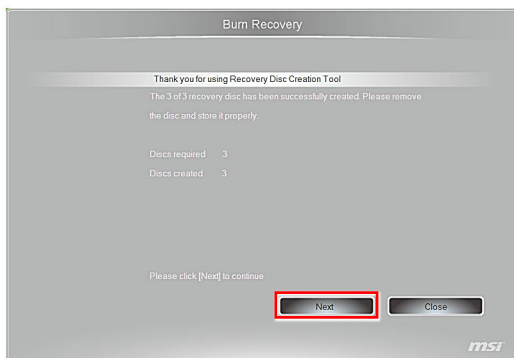 Burn Recovery
Thank you for using Recovery Disc Creation Tool
The 3 of 3 recovery disc has been successfully created. Please remove
the disc and store it properly.
Discs required 3
Discs created 3
Please click [Next] to continue
Next Close
msi